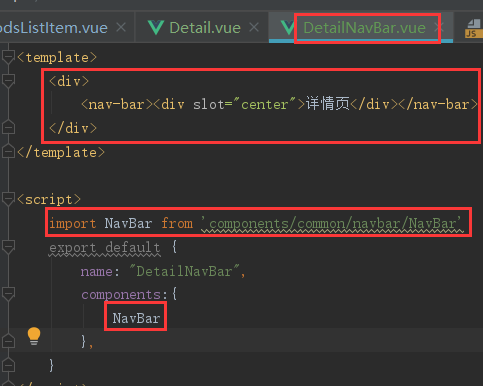 odsListItem.vue Detail.vue DetailNavBar.vue JS
<template>
<div>
<nav-bar><div slot="center">详情页</div></nav-bar>
</div>
</template>
<script>
import NavBar from 'components/common/navbar/NavBar'
export default {
name: "DetailNavBar",
components:{
NavBar
},
}